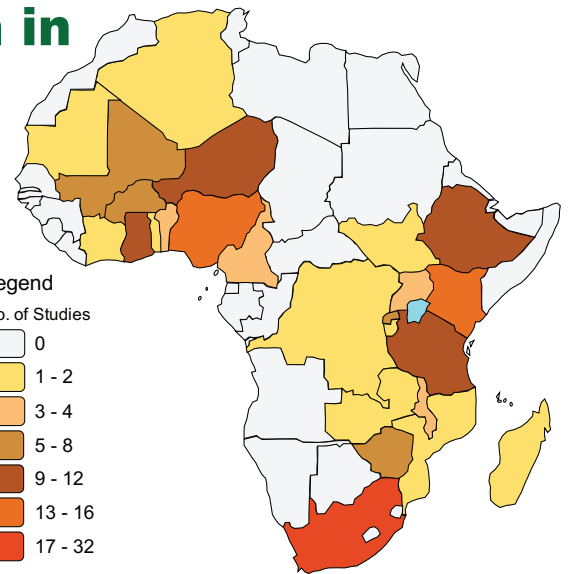 in
egend
o. of Studies
0
1 - 2
3 - 4
5 - 8
9 - 12
13 - 16
17 - 32